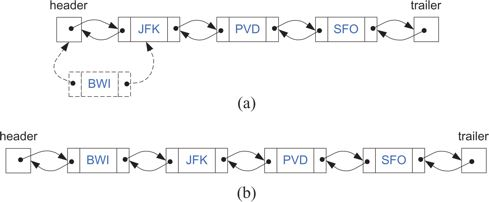 header trailer
JFK PVD SFO
BWI
(a)
header trailer
BWI JFK PVD SFO
(b)